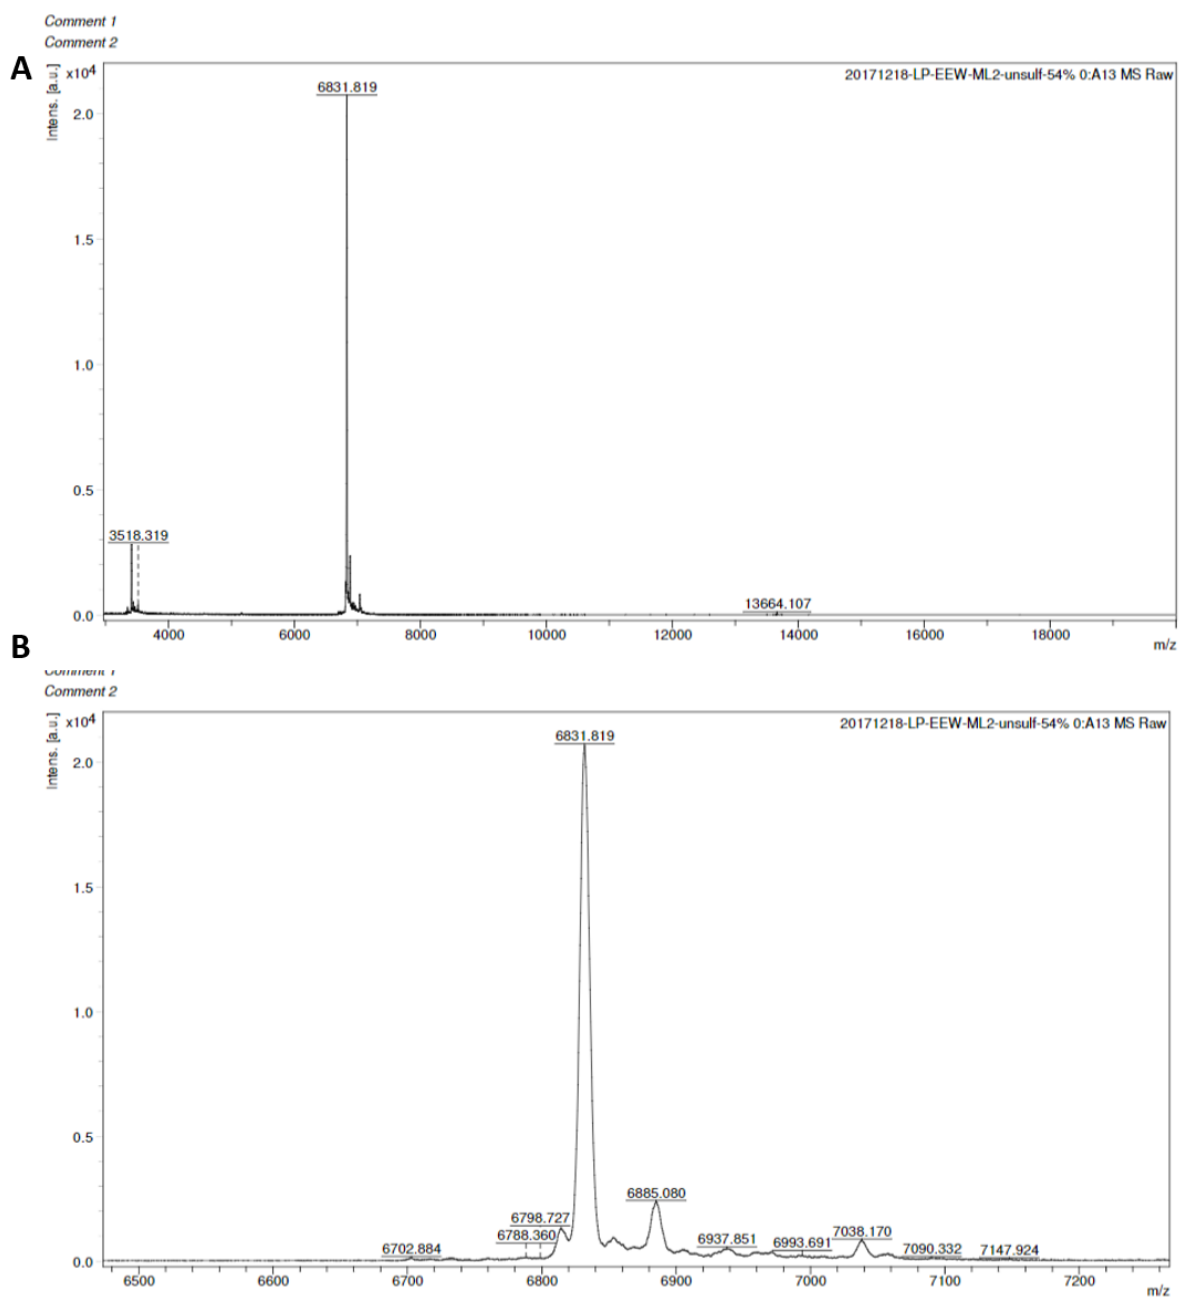 Comment 1
Comment 2
A
Intens. [a.u.]
x10⁴
20171218-LP-EEW-ML2-unsulf-54% 0:A13 MS Raw
6831.819
2.0
1.5
1.0
0.5
3518.319
13664.107
0.0
4000 6000 8000 10000 12000 14000 16000 18000
m/z
B
Comment 1
Comment 2
Intens. [a.u.]
x10⁴
20171218-LP-EEW-ML2-unsulf-54% 0:A13 MS Raw
6831.819
2.0
1.5
1.0
0.5
6885.080
6798.727
6788.360
7038.170
6937.851
6993.691
6702.884
7090.332
7147.924
0.0
6500 6600 6700 6800 6900 7000 7100 7200
m/z